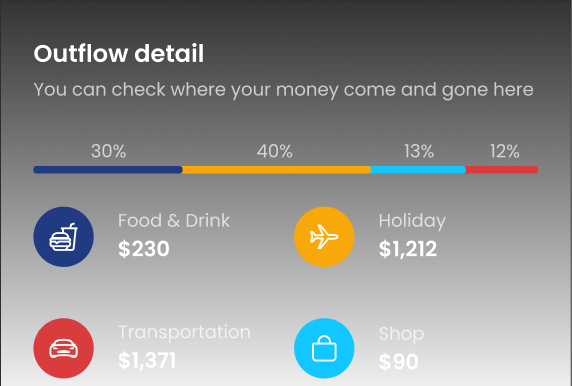 Outflow detail
You can check where your money come and gone here
30% 40% 13% 12%
Food & Drink
$230
Holiday
$1,212
Transportation
$1,371
Shop
$90